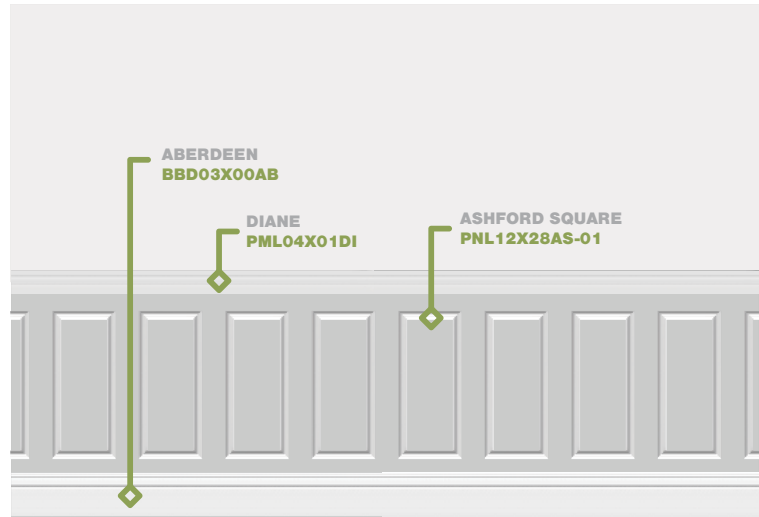 ABERDEEN
BBD03X00AB
DIANE
PML04X01DI
ASHFORD SQUARE
PNL12X28AS-01